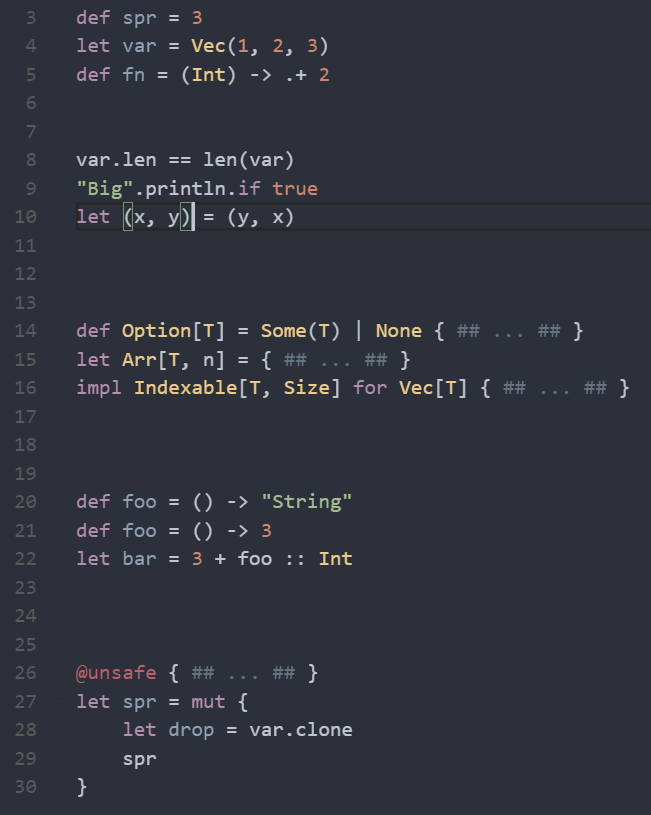 3 def spr = 3
4 let var = Vec(1, 2, 3)
5 def fn = (Int) -> .+ 2
6
7
8 var.len == len(var)
9 "Big".println.if true
10 let (x, y) = (y, x)
11
12
13
14 def Option[T] = Some(T) | None { ## ... ## }
15 let Arr[T, n] = { ## ... ## }
16 impl Indexable[T, Size] for Vec[T] { ## ... ## }
17
18
19
20 def foo = () -> "String"
21 def foo = () -> 3
22 let bar = 3 + foo :: Int
23
24
25
26 @unsafe { ## ... ## }
27 let spr = mut {
28     let drop = var.clone
29     spr
30 }